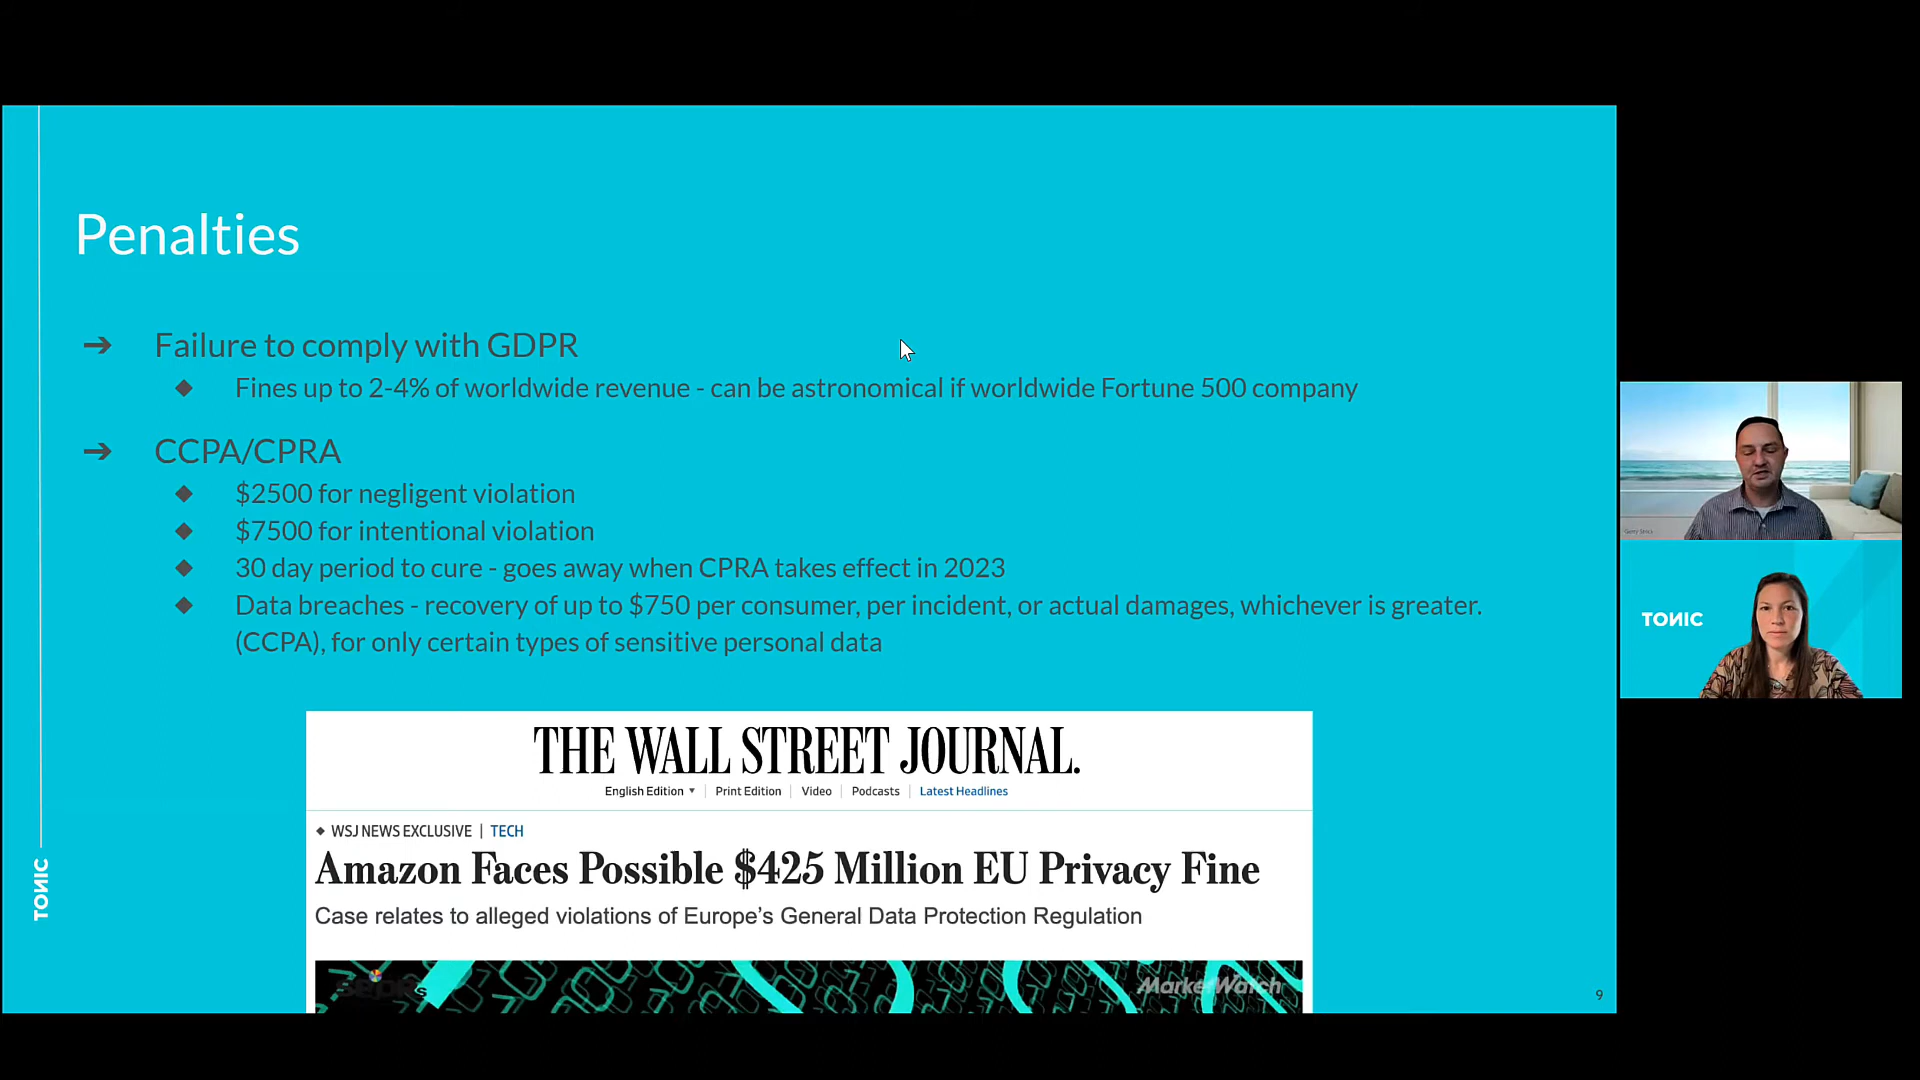 Penalties
➔ Failure to comply with GDPR
◆ Fines up to 2-4% of worldwide revenue - can be astronomical if worldwide Fortune 500 company
➔ CCPA/CPRA
◆ $2500 for negligent violation
◆ $7500 for intentional violation
◆ 30 day period to cure - goes away when CPRA takes effect in 2023
◆ Data breaches - recovery of up to $750 per consumer, per incident, or actual damages, whichever is greater.
(CCPA), for only certain types of sensitive personal data
THE WALL STREET JOURNAL.
English Edition ▼ | Print Edition | Video | Podcasts | Latest Headlines
◆ WSJ NEWS EXCLUSIVE | TECH
Amazon Faces Possible $425 Million EU Privacy Fine
Case relates to alleged violations of Europe's General Data Protection Regulation
MarketWatch
9
TONIC
TONIC